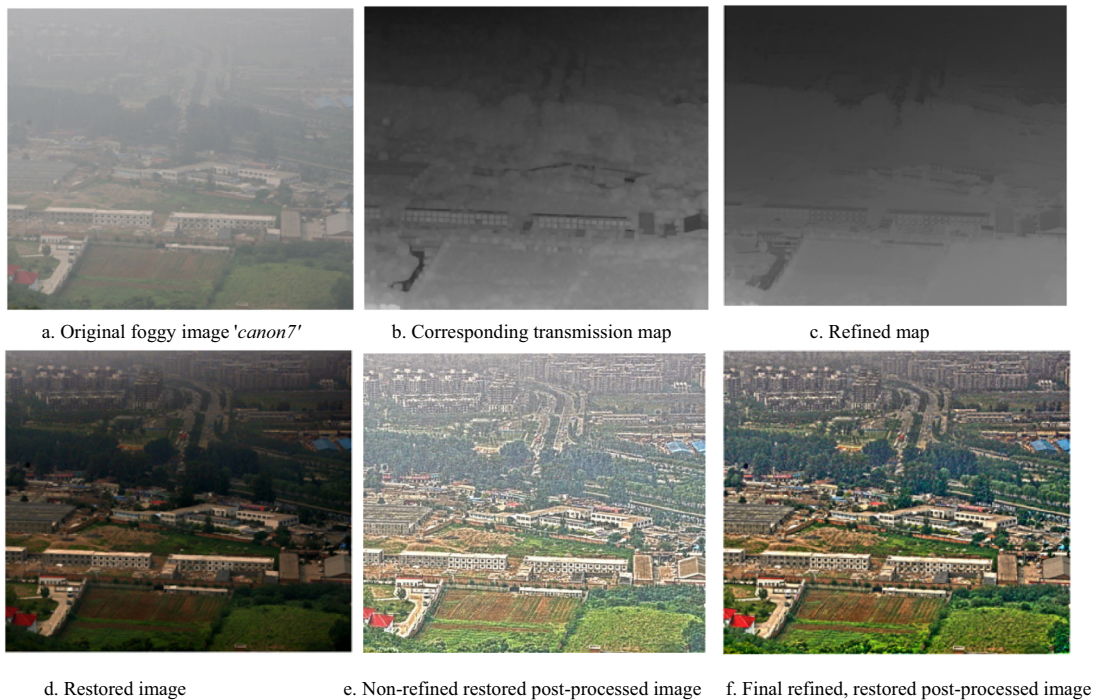 a. Original foggy image 'canon7'
b. Corresponding transmission map
c. Refined map
d. Restored image
e. Non-refined restored post-processed image
f. Final refined, restored post-processed image